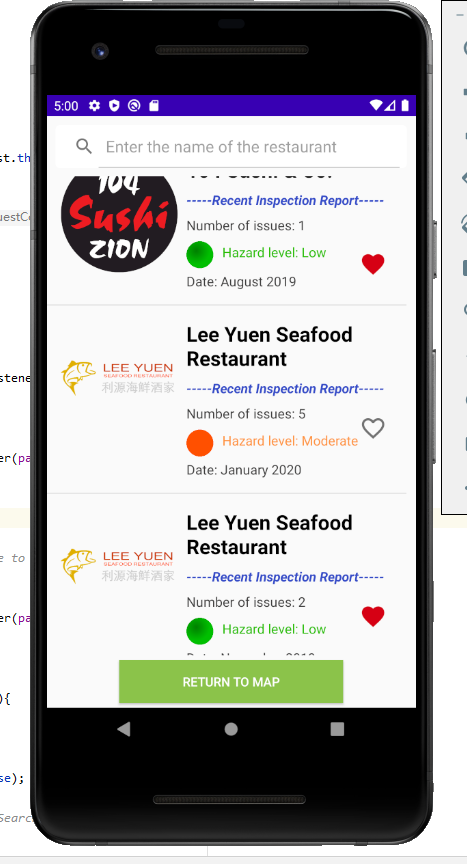 5:00
Enter the name of the restaurant
104
Sushi
ZION
-----Recent Inspection Report-----
Number of issues: 1
Hazard level: Low
Date: August 2019
LEE YUEN
SEAFOOD RESTAURANT
利源海鮮酒家
Lee Yuen Seafood
Restaurant
-----Recent Inspection Report-----
Number of issues: 5
Hazard level: Moderate
Date: January 2020
LEE YUEN
SEAFOOD RESTAURANT
利源海鮮酒家
Lee Yuen Seafood
Restaurant
-----Recent Inspection Report-----
Number of issues: 2
Hazard level: Low
RETURN TO MAP
st.th
uestCo
stene
er(pa
e to
er(pa
){
se);
Searc